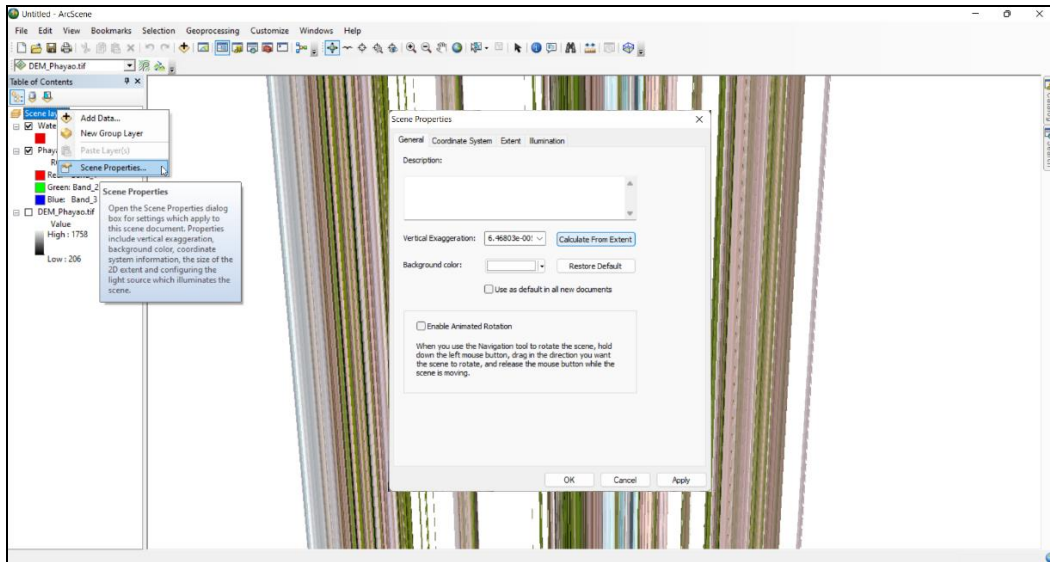 Untitled - ArcScene
File Edit View Bookmarks Selection Geoprocessing Customize Windows Help
DEM_Phayao.tif
Table of Contents
Scene lay
Wate
Phaya
Re
Green: Band_2
Blue: Band_3
DEM_Phayao.tif
Value
High : 1758
Low : 206
Add Data...
New Group Layer
Paste Layer(s)
Scene Properties...
Scene Properties
Open the Scene Properties dialog
box for settings which apply to
this scene document. Properties
include vertical exaggeration,
background color, coordinate
system information, the size of the
2D extent and configuring the
light source which illuminates the
scene.
Scene Properties
General Coordinate System Extent Illumination
Description:
Vertical Exaggeration: 6.46803e-00! Calculate From Extent
Background color: Restore Default
Use as default in all new documents
Enable Animated Rotation
When you use the Navigation tool to rotate the scene, hold
down the left mouse button, drag in the direction you want
the scene to rotate, and release the mouse button while the
scene is moving.
OK Cancel Apply